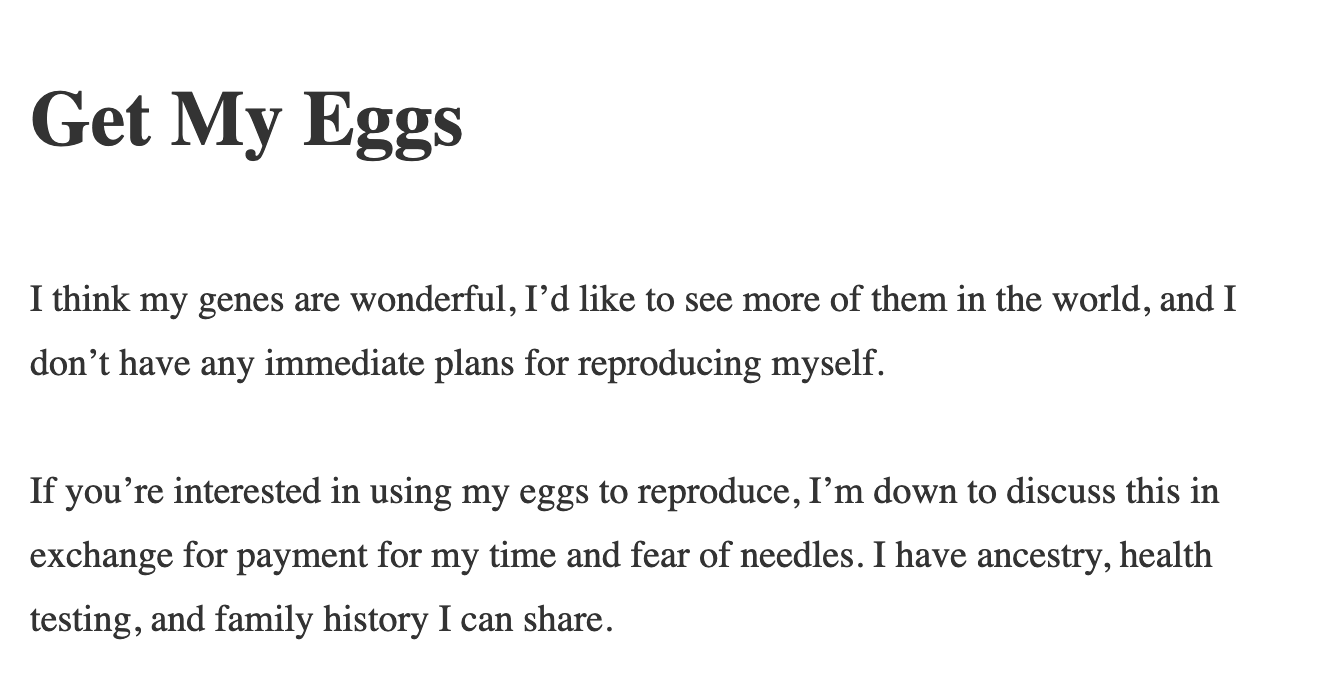 Get My Eggs
I think my genes are wonderful, I’d like to see more of them in the world, and I
don’t have any immediate plans for reproducing myself.
If you’re interested in using my eggs to reproduce, I’m down to discuss this in
exchange for payment for my time and fear of needles. I have ancestry, health
testing, and family history I can share.